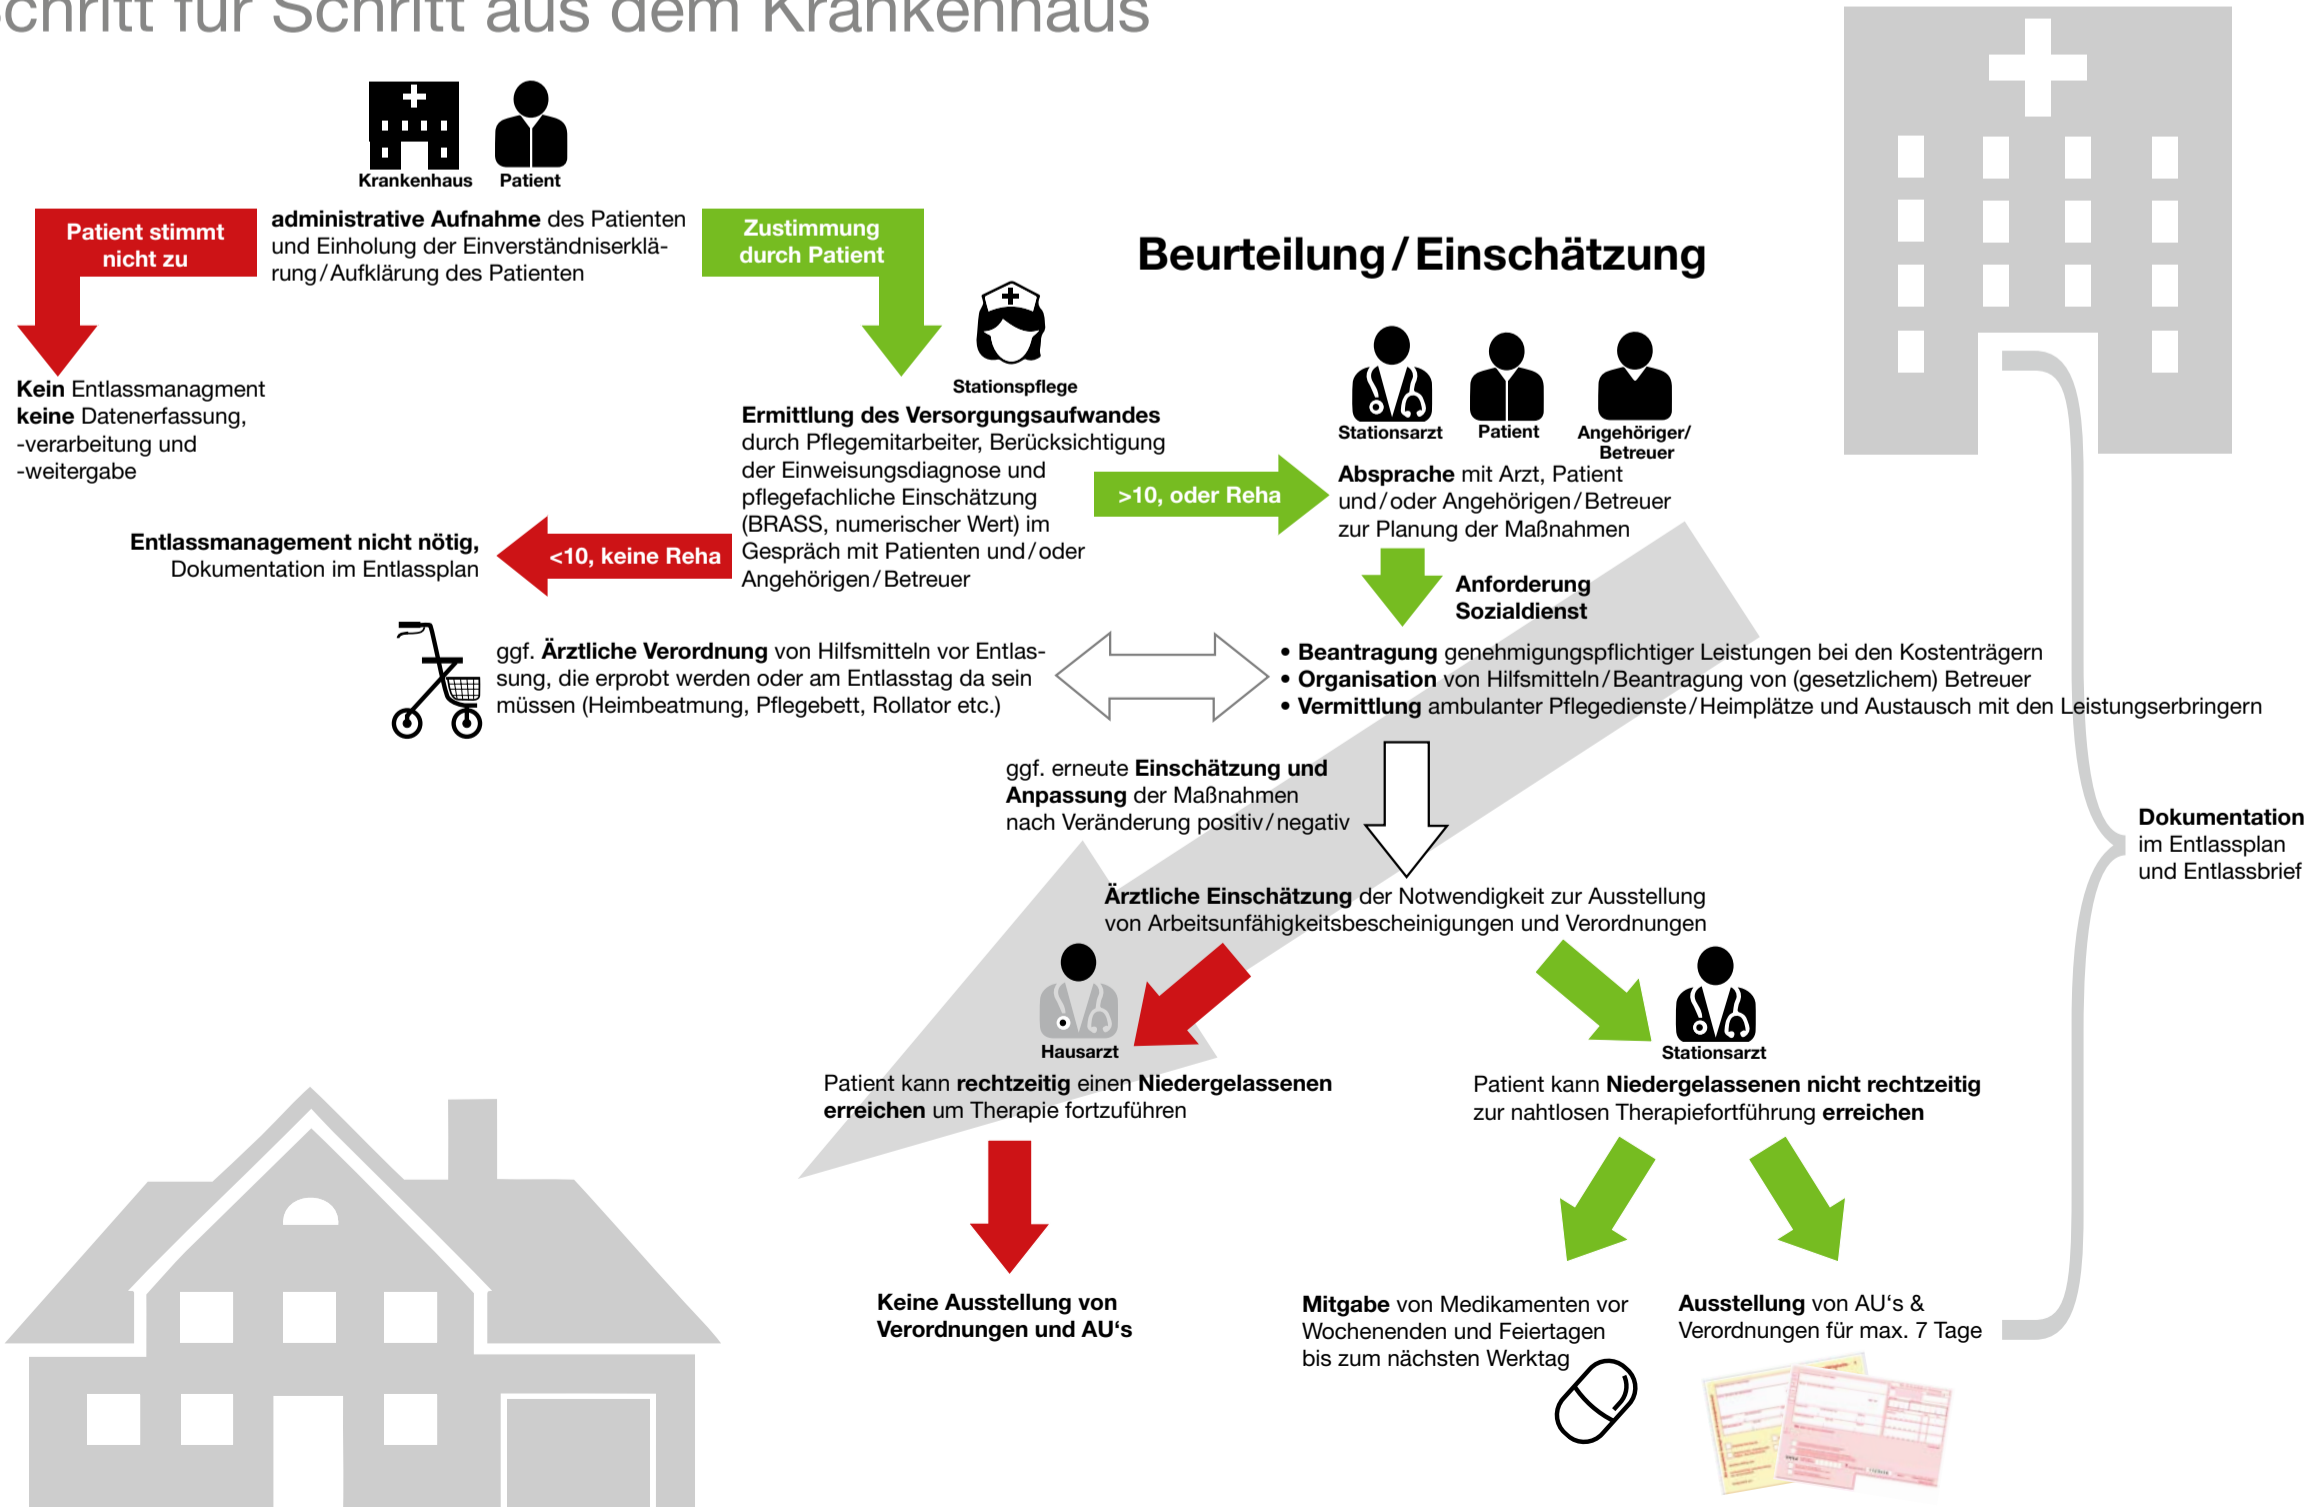 Schritt für Schritt aus dem Krankenhaus
Krankenhaus
Patient
Patient stimmt
nicht zu
administrative Aufnahme des Patienten
und Einholung der Einverständniserklä-
rung/Aufklärung des Patienten
Zustimmung
durch Patient
Beurteilung/Einschätzung
Kein Entlassmanagment
keine Datenerfassung,
-verarbeitung und
-weitergabe
Stationspflege
Ermittlung des Versorgungsaufwandes
durch Pflegemitarbeiter, Berücksichtigung
der Einweisungsdiagnose und
pflegefachliche Einschätzung
(BRASS, numerischer Wert) im
Gespräch mit Patienten und/oder
Angehörigen/Betreuer
>10, oder Reha
Stationsarzt
Patient
Angehöriger/
Betreuer
Absprache mit Arzt, Patient
und/oder Angehörigen/Betreuer
zur Planung der Maßnahmen
<10, keine Reha
Entlassmanagement nicht nötig,
Dokumentation im Entlassplan
Anforderung
Sozialdienst
ggf. Ärztliche Verordnung von Hilfsmitteln vor Entlas-
sung, die erprobt werden oder am Entlasstag da sein
müssen (Heimbeatmung, Pflegebett, Rollator etc.)
• Beantragung genehmigungspflichtiger Leistungen bei den Kostenträgern
• Organisation von Hilfsmitteln/Beantragung von (gesetzlichem) Betreuer
• Vermittlung ambulanter Pflegedienste/Heimplätze und Austausch mit den Leistungserbringern
ggf. erneute Einschätzung und
Anpassung der Maßnahmen
nach Veränderung positiv/negativ
Dokumentation
im Entlassplan
und Entlassbrief
Ärztliche Einschätzung der Notwendigkeit zur Ausstellung
von Arbeitsunfähigkeitsbescheinigungen und Verordnungen
Hausarzt
Patient kann rechtzeitig einen Niedergelassenen
erreichen um Therapie fortzuführen
Stationsarzt
Patient kann Niedergelassenen nicht rechtzeitig
zur nahtlosen Therapiefortführung erreichen
Keine Ausstellung von
Verordnungen und AU‘s
Mitgabe von Medikamenten vor
Wochenenden und Feiertagen
bis zum nächsten Werktag
Ausstellung von AU‘s &
Verordnungen für max. 7 Tage